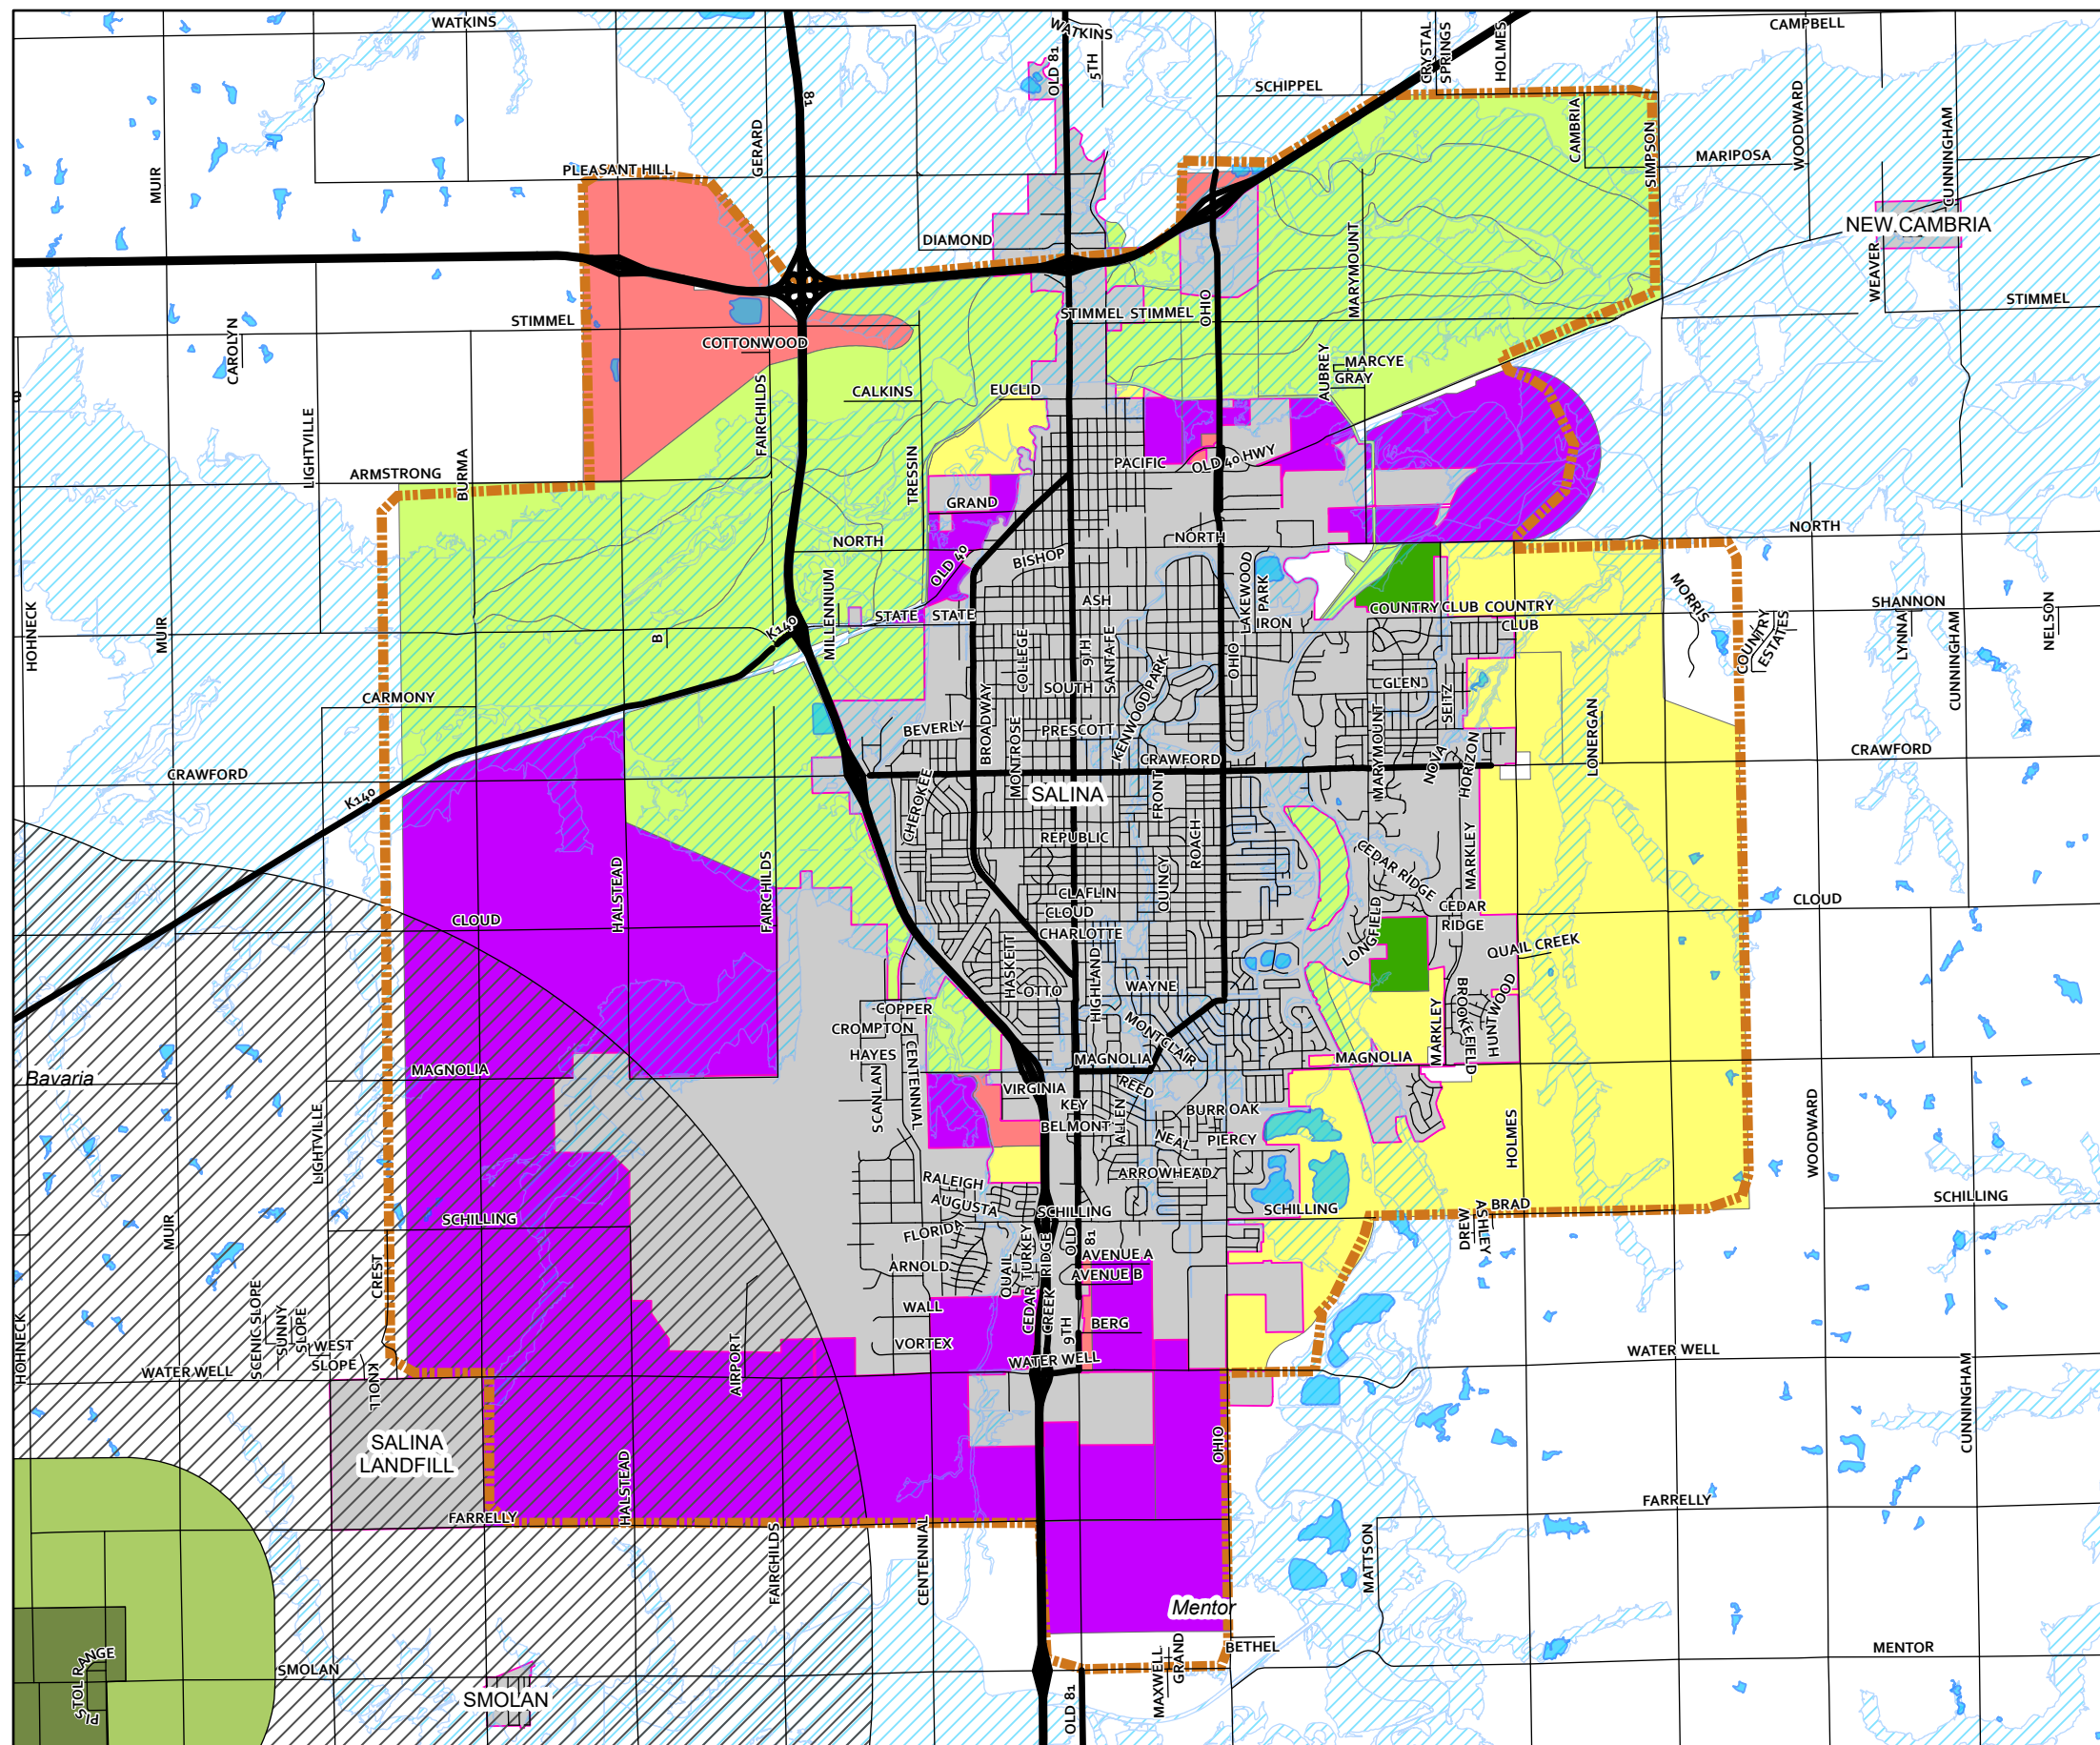 WATKINS
WATKINS
CAMPBELL
OLD 81
5TH
CRYSTAL
SPRINGS
HOLMES
SCHIPPEL
81
GERARD
CAMBRIA
SIMPSON
WOODWARD
CUNNINGHAM
MARIPOSA
MUIR
PLEASANT HILL
NEW CAMBRIA
DIAMOND
MARYMOUNT
WEAVER
STIMMEL
STIMMEL
STIMMEL
STIMMEL
OHIO
CAROLYN
COTTONWOOD
MARCYE
GRAY
AUBREY
FAIRCHILDS
CALKINS
EUCLID
LIGHTVILLE
BURMA
ARMSTRONG
TRESSIN
PACIFIC
OLD 40 HWY
GRAND
NORTH
NORTH
NORTH
OLD 40
BISHOP
LAKEWOOD
PARK
IRON
HOHNECK
MUIR
MILLENNIUM
STATE
STATE
ASH
COUNTRY CLUB
COUNTRY
CLUB
MORRIS
COUNTRY
ESTATES
SHANNON
LYNNA
CUNNINGHAM
NELSON
B
K140
COLLEGE
9TH
SANTA FE
OHIO
CARMONY
SOUTH
KENWOOD PARK
GLEN
SEITZ
LONERGAN
BEVERLY
BROADWAY
MONTROSE
PRESCOTT
MARYMOUNT
NOVA
HORIZON
CRAWFORD
CRAWFORD
CRAWFORD
K140
SALINA
CHEROKEE
FRONT
REPUBLIC
ROACH
QUINCY
CEDAR RIDGE
MARKLEY
HALSTEAD
FAIRCHILDS
CLAFLIN
CLOUD
CLOUD
CLOUD
CHARLOTTE
CEDAR
RIDGE
LONGFIELD
QUAIL CREEK
HASKETT
HIGHLAND
OTTO
WAYNE
HUNTWOOD
BROOKEFIELD
MARKLEY
COPPER
CROMPTON
HAYES
CENTENNIAL
SCANLAN
MONTCLAIR
MAGNOLIA
MAGNOLIA
MAGNOLIA
Bavaria
VIRGINIA
REED
KEY
BURR OAK
BELMONT
ALLEN
NEAL
PIERCY
ARROWHEAD
HOLMES
WOODWARD
LIGHTVILLE
MUIR
RALEIGH
AUGUSTA
FLORIDA
SCHILLING
SCHILLING
SCHILLING
SCHILLING
BRAD
DREW
ASHLEY
OLD
81
AVENUE A
AVENUE B
ARNOLD
QUAIL
TURKEY
CEDAR
RIDGE
CREEK
CREST
WALL
VORTEX
9TH
BERG
WATER WELL
WATER WELL
WATER WELL
HOHNECK
SCENIC SLOPE
SUNNY
SLOPE
WEST
SLOPE
KNOLL
AIRPORT
SALINA
LANDFILL
HALSTEAD
OHIO
CUNNINGHAM
FARRELLY
FARRELLY
FAIRCHILDS
CENTENNIAL
MATTSON
Mentor
BETHEL
MENTOR
MAXWELL
GRAND
OLD 81
SMOLAN
SMOLAN
PISTOL RANGE